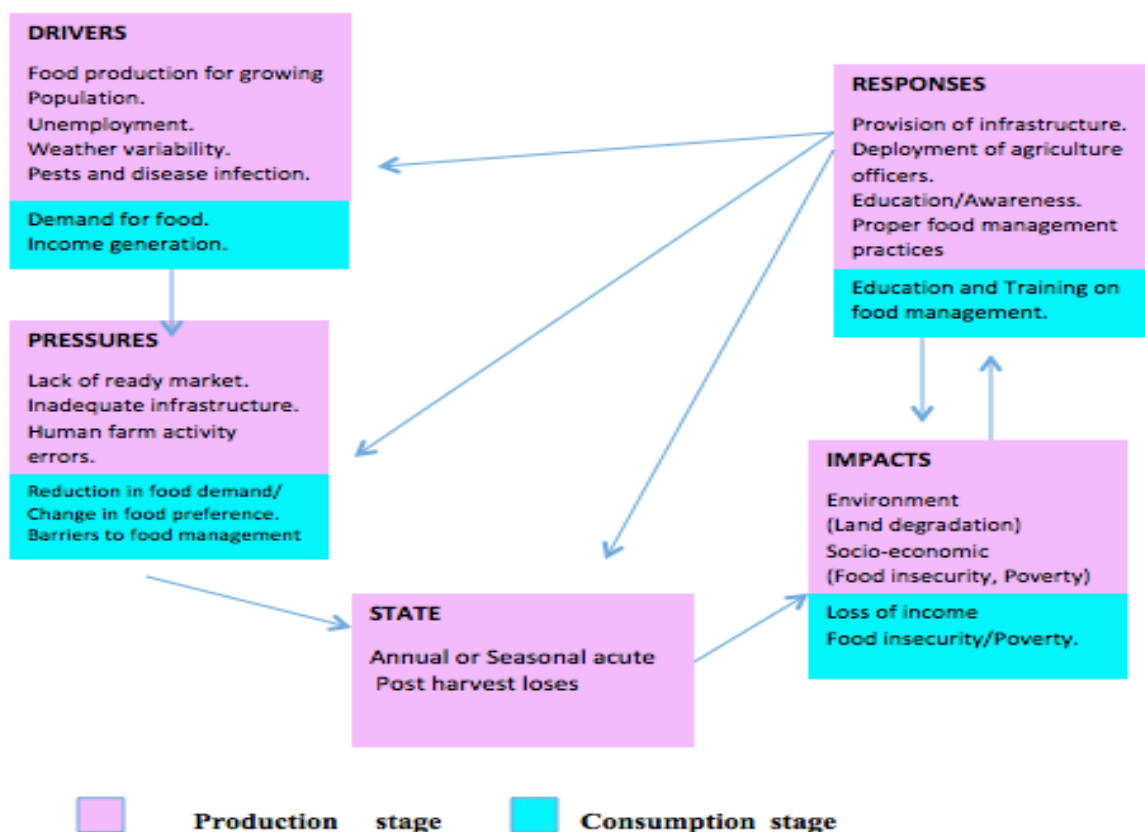 DRIVERS
Food production for growing
Population.
Unemployment.
Weather variability.
Pests and disease infection.
Demand for food.
Income generation.
PRESSURES
Lack of ready market.
Inadequate infrastructure.
Human farm activity
errors.
Reduction in food demand/
Change in food preference.
Barriers to food management
STATE
Annual or Seasonal acute
Post harvest loses
RESPONSES
Provision of infrastructure.
Deployment of agriculture
officers.
Education/Awareness.
Proper food management
practices
Education and Training on
food management.
IMPACTS
Environment
(Land degradation)
Socio-economic
(Food insecurity, Poverty)
Loss of income
Food insecurity/Poverty.
Production stage
Consumption stage